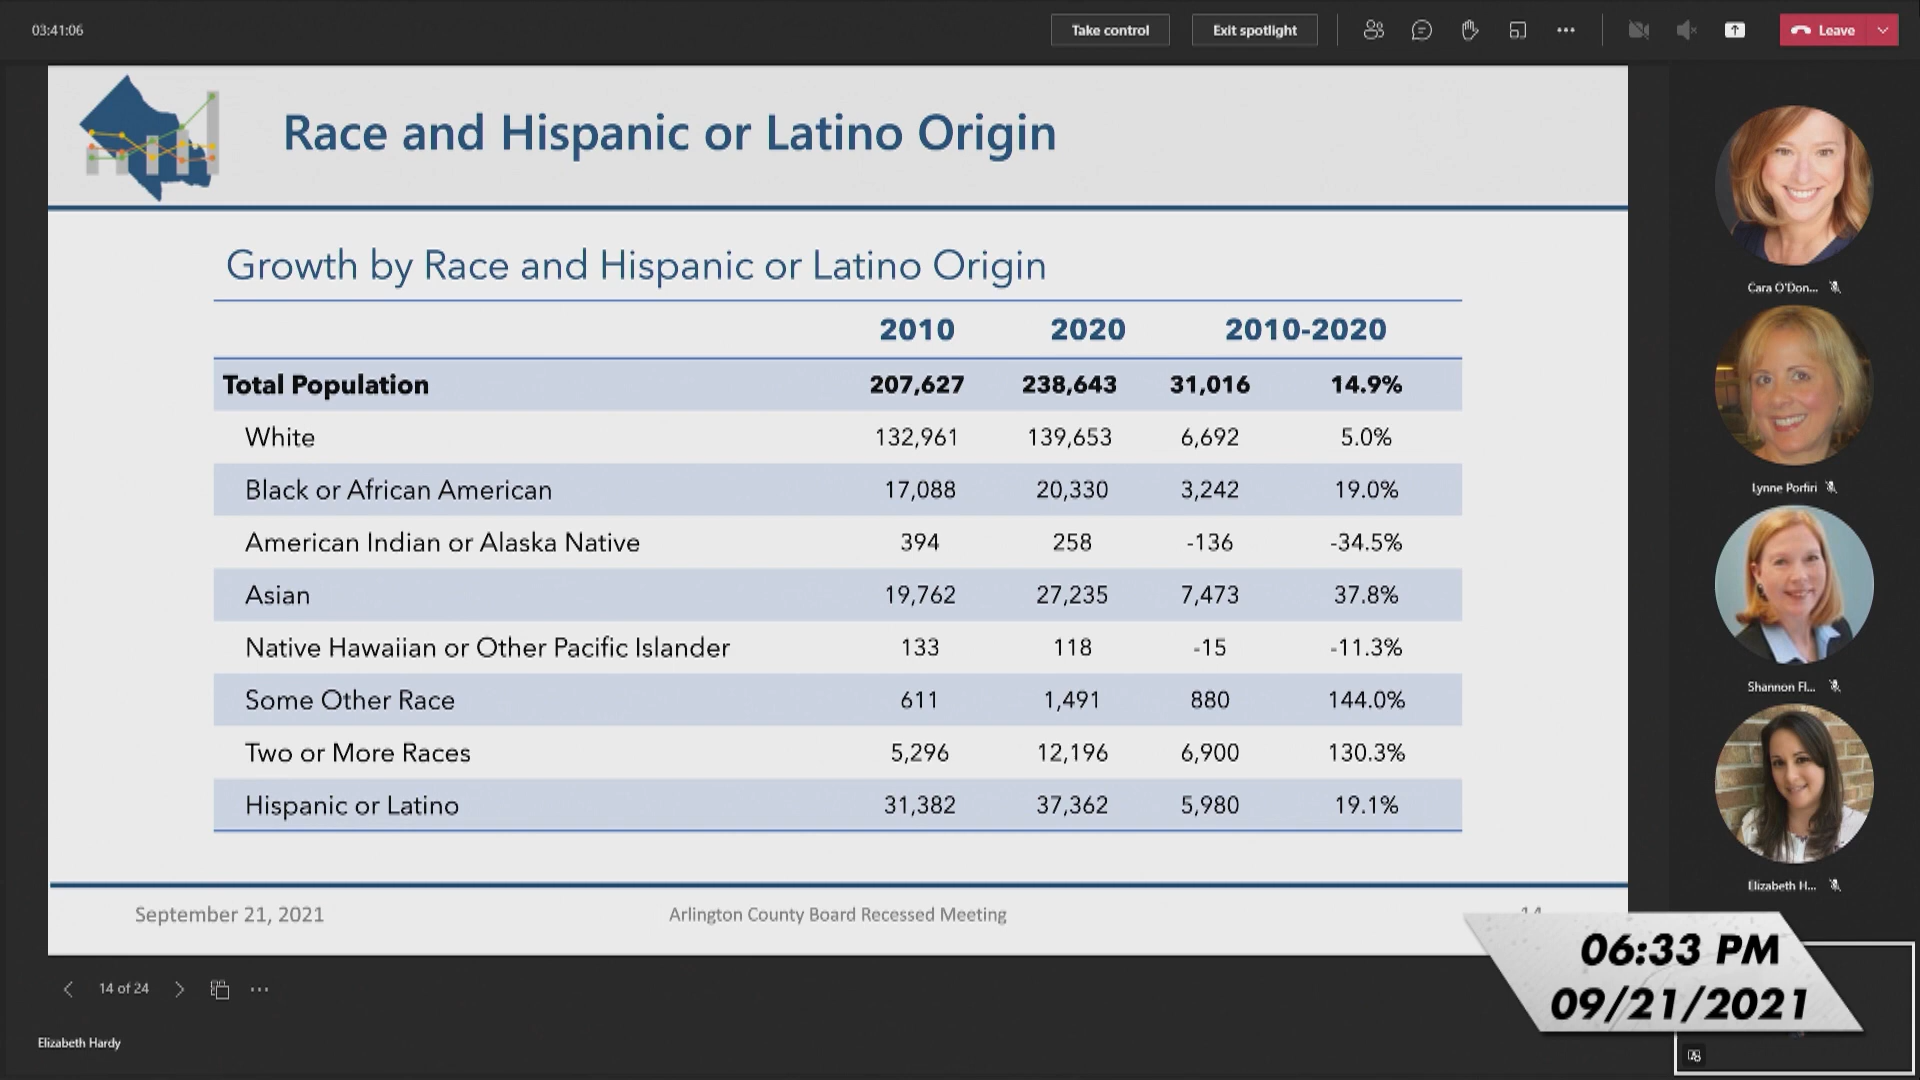 03:41:06
Take control
Exit spotlight
Leave
Race and Hispanic or Latino Origin
Growth by Race and Hispanic or Latino Origin
2010 2020 2010-2020
Total Population 207,627 238,643 31,016 14.9%
White 132,961 139,653 6,692 5.0%
Black or African American 17,088 20,330 3,242 19.0%
American Indian or Alaska Native 394 258 -136 -34.5%
Asian 19,762 27,235 7,473 37.8%
Native Hawaiian or Other Pacific Islander 133 118 -15 -11.3%
Some Other Race 611 1,491 880 144.0%
Two or More Races 5,296 12,196 6,900 130.3%
Hispanic or Latino 31,382 37,362 5,980 19.1%
September 21, 2021
Arlington County Board Recessed Meeting
Cara O'Don...
Lynne Porfiri
Shannon Fl...
Elizabeth H...
14 of 24
Elizabeth Hardy
06:33 PM
09/21/2021